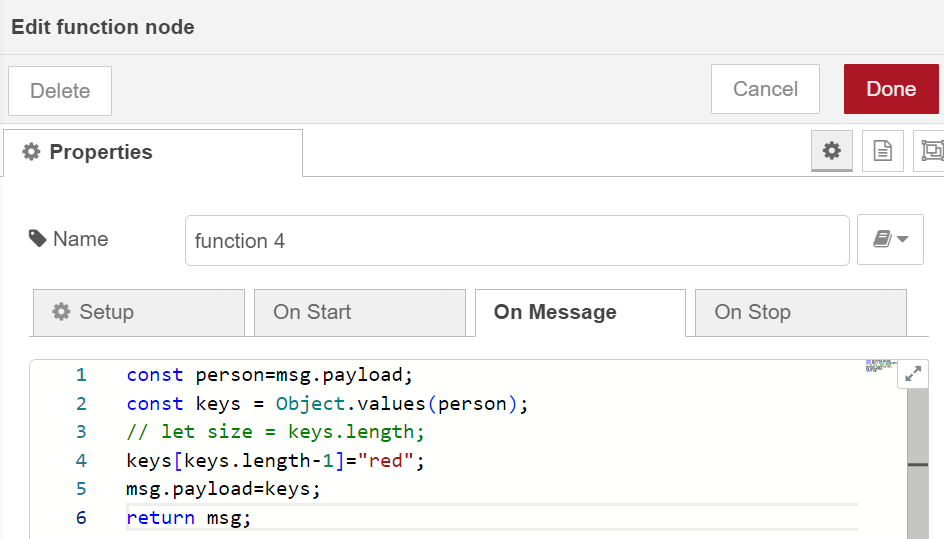 Edit function node
Delete
Cancel
Done
Properties
Name
function 4
Setup
On Start
On Message
On Stop
1 const person=msg.payload;
2 const keys = Object.values(person);
3 // let size = keys.length;
4 keys[keys.length-1]="red";
5 msg.payload=keys;
6 return msg;